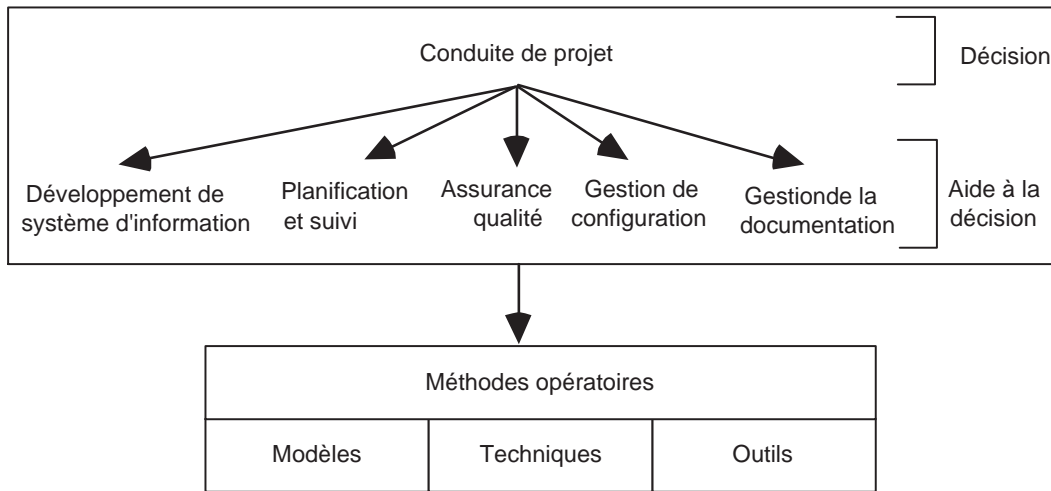 Conduite de projet
Décision
Développement de
système d'information
Planification
et suivi
Assurance
qualité
Gestion de
configuration
Gestionde la
documentation
Aide à la
décision
Méthodes opératoires
Modèles
Techniques
Outils